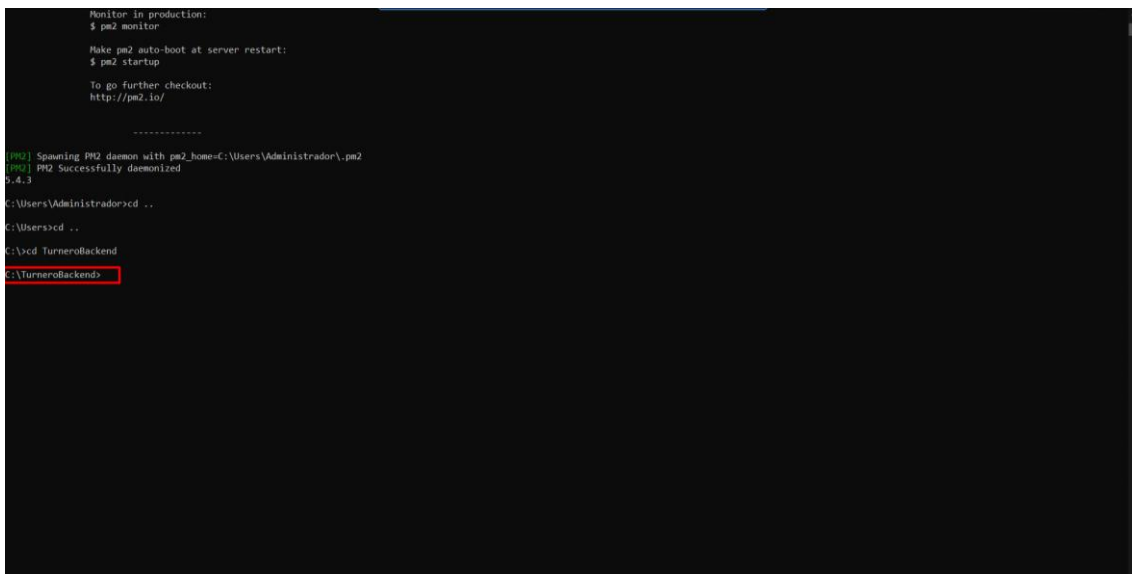 Monitor in production:
$ pm2 monitor
Make pm2 auto-boot at server restart:
$ pm2 startup
To go further checkout:
http://pm2.io/
-------------
[PM2] Spawning PM2 daemon with pm2_home=C:\Users\Administrador\.pm2
[PM2] PM2 Successfully daemonized
5.4.3
C:\Users\Administrador>cd ..
C:\Users>cd ..
C:\>cd TurneroBackend
C:\TurneroBackend>